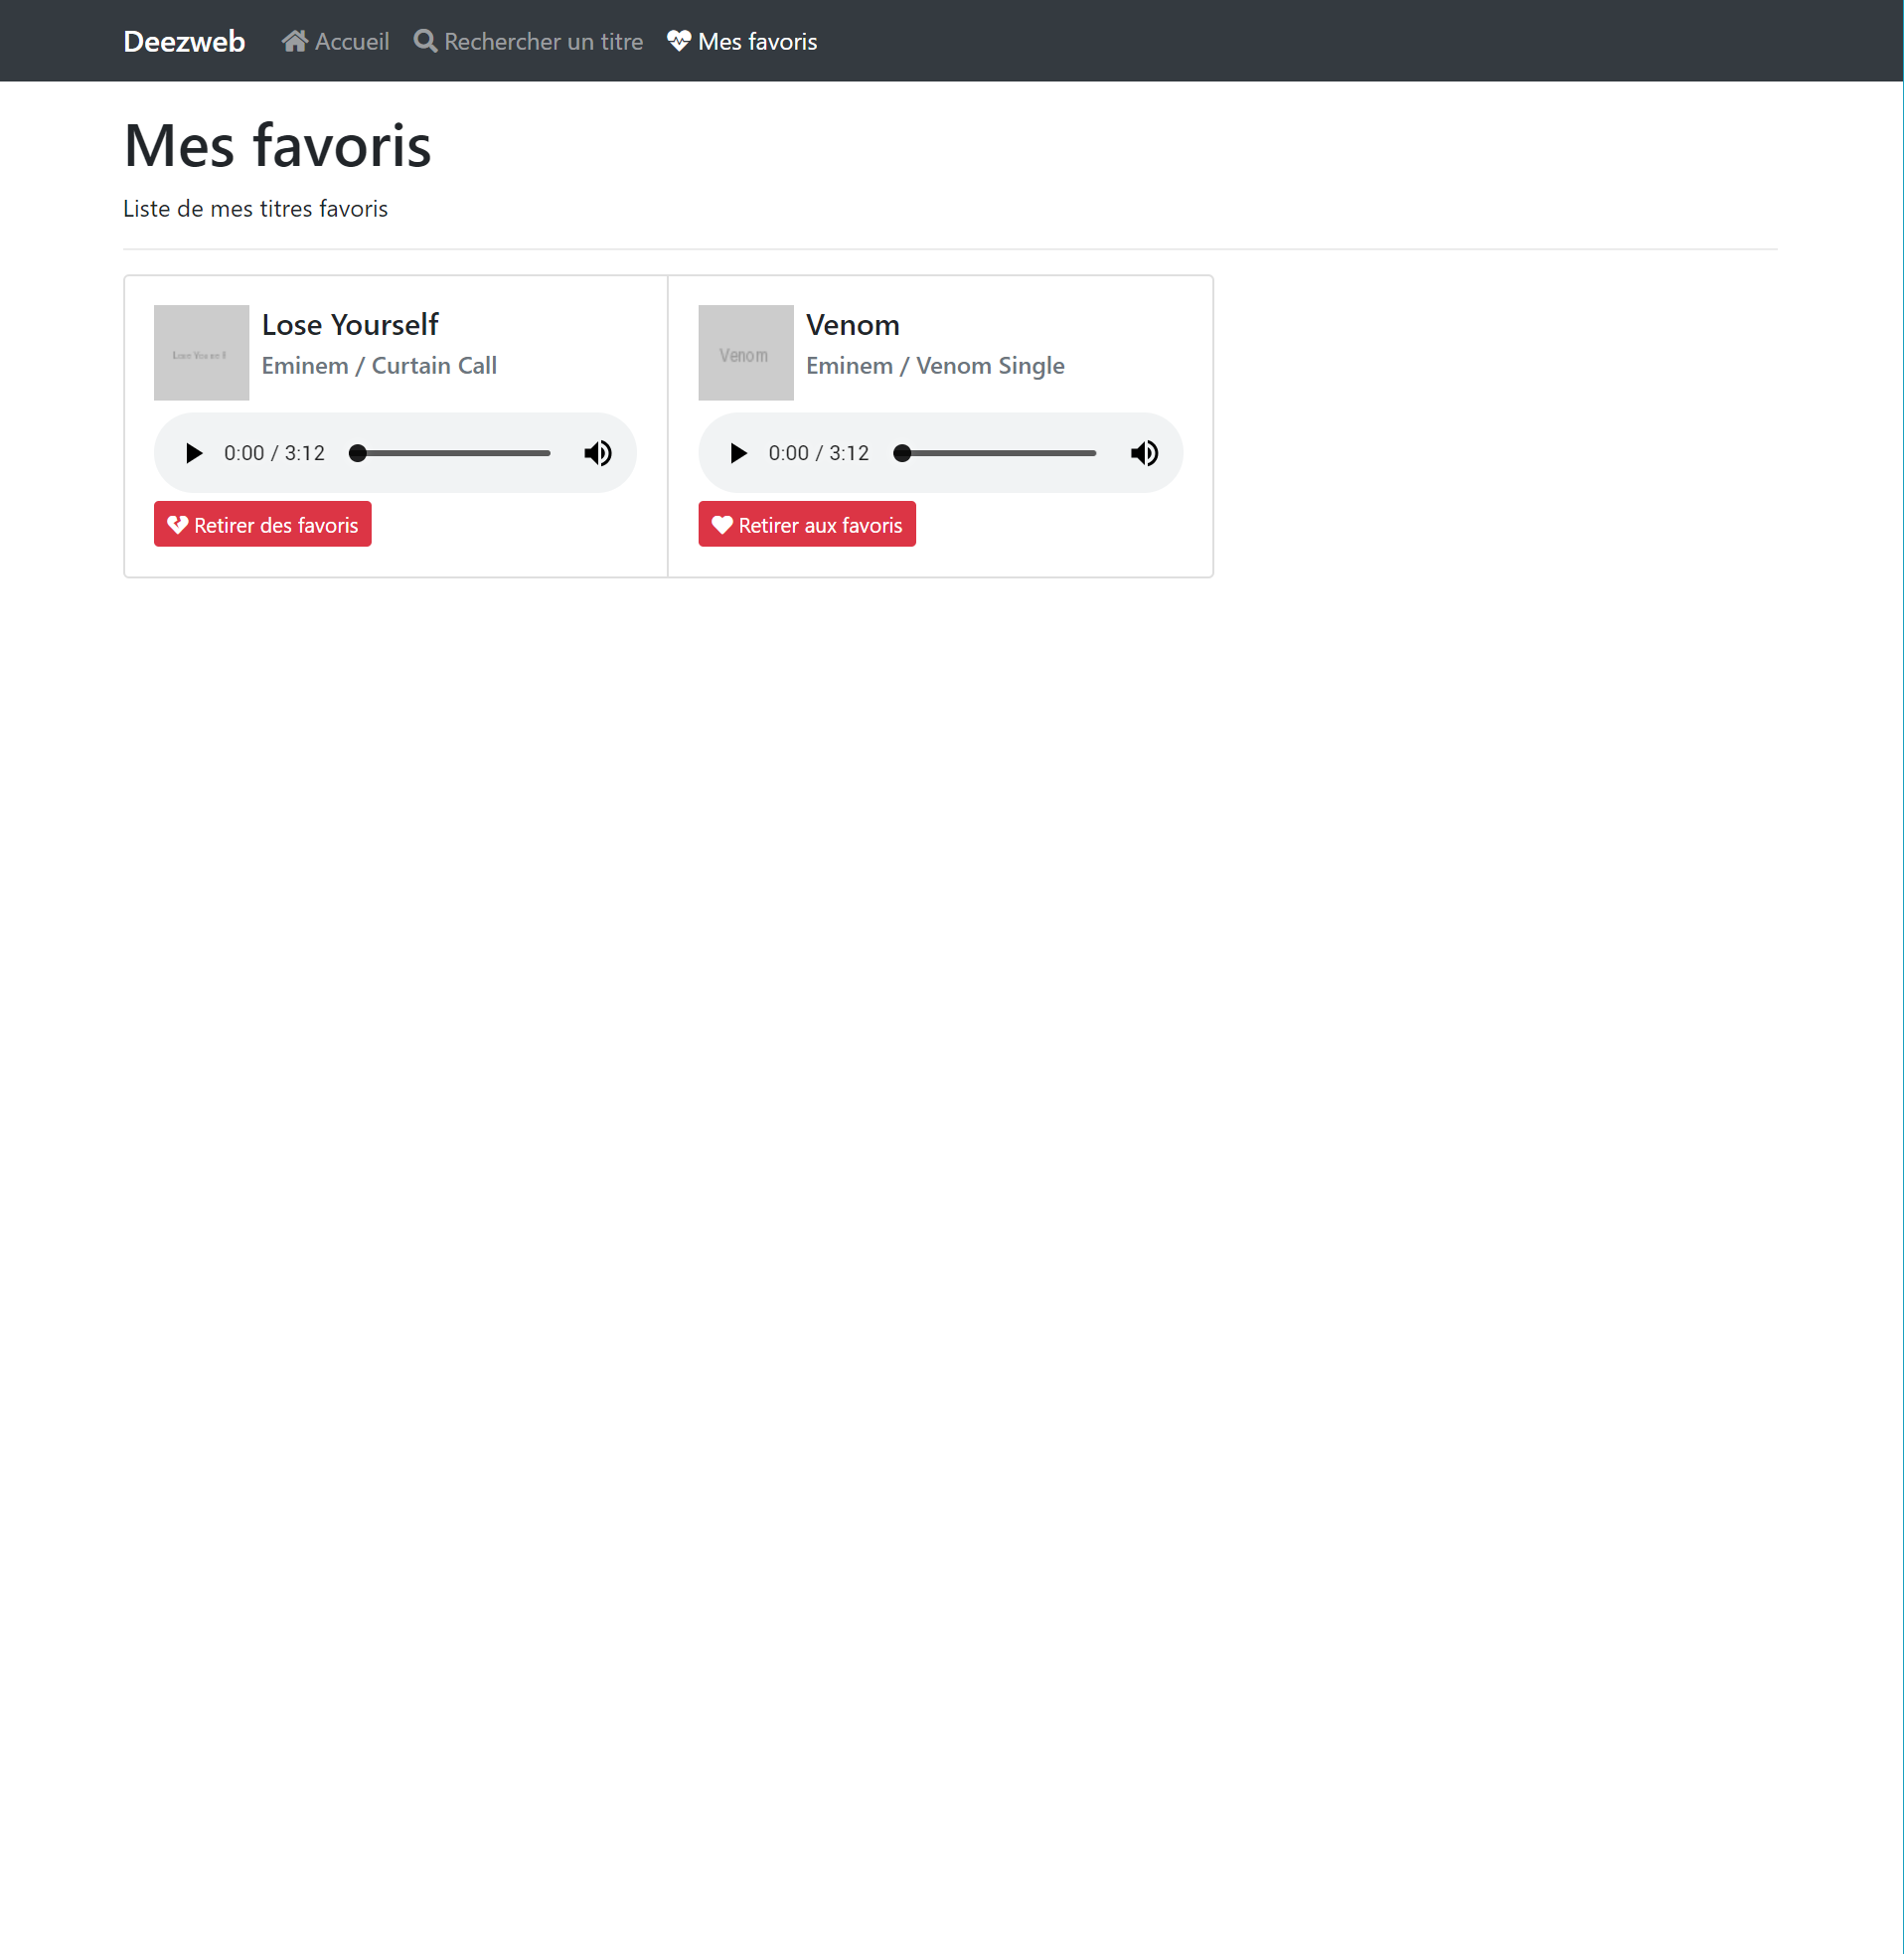 Deezweb Accueil Rechercher un titre Mes favoris
Mes favoris
Liste de mes titres favoris
Lose Yourself
Eminem / Curtain Call
0:00 / 3:12
Retirer des favoris
Venom
Venom
Eminem / Venom Single
0:00 / 3:12
Retirer aux favoris